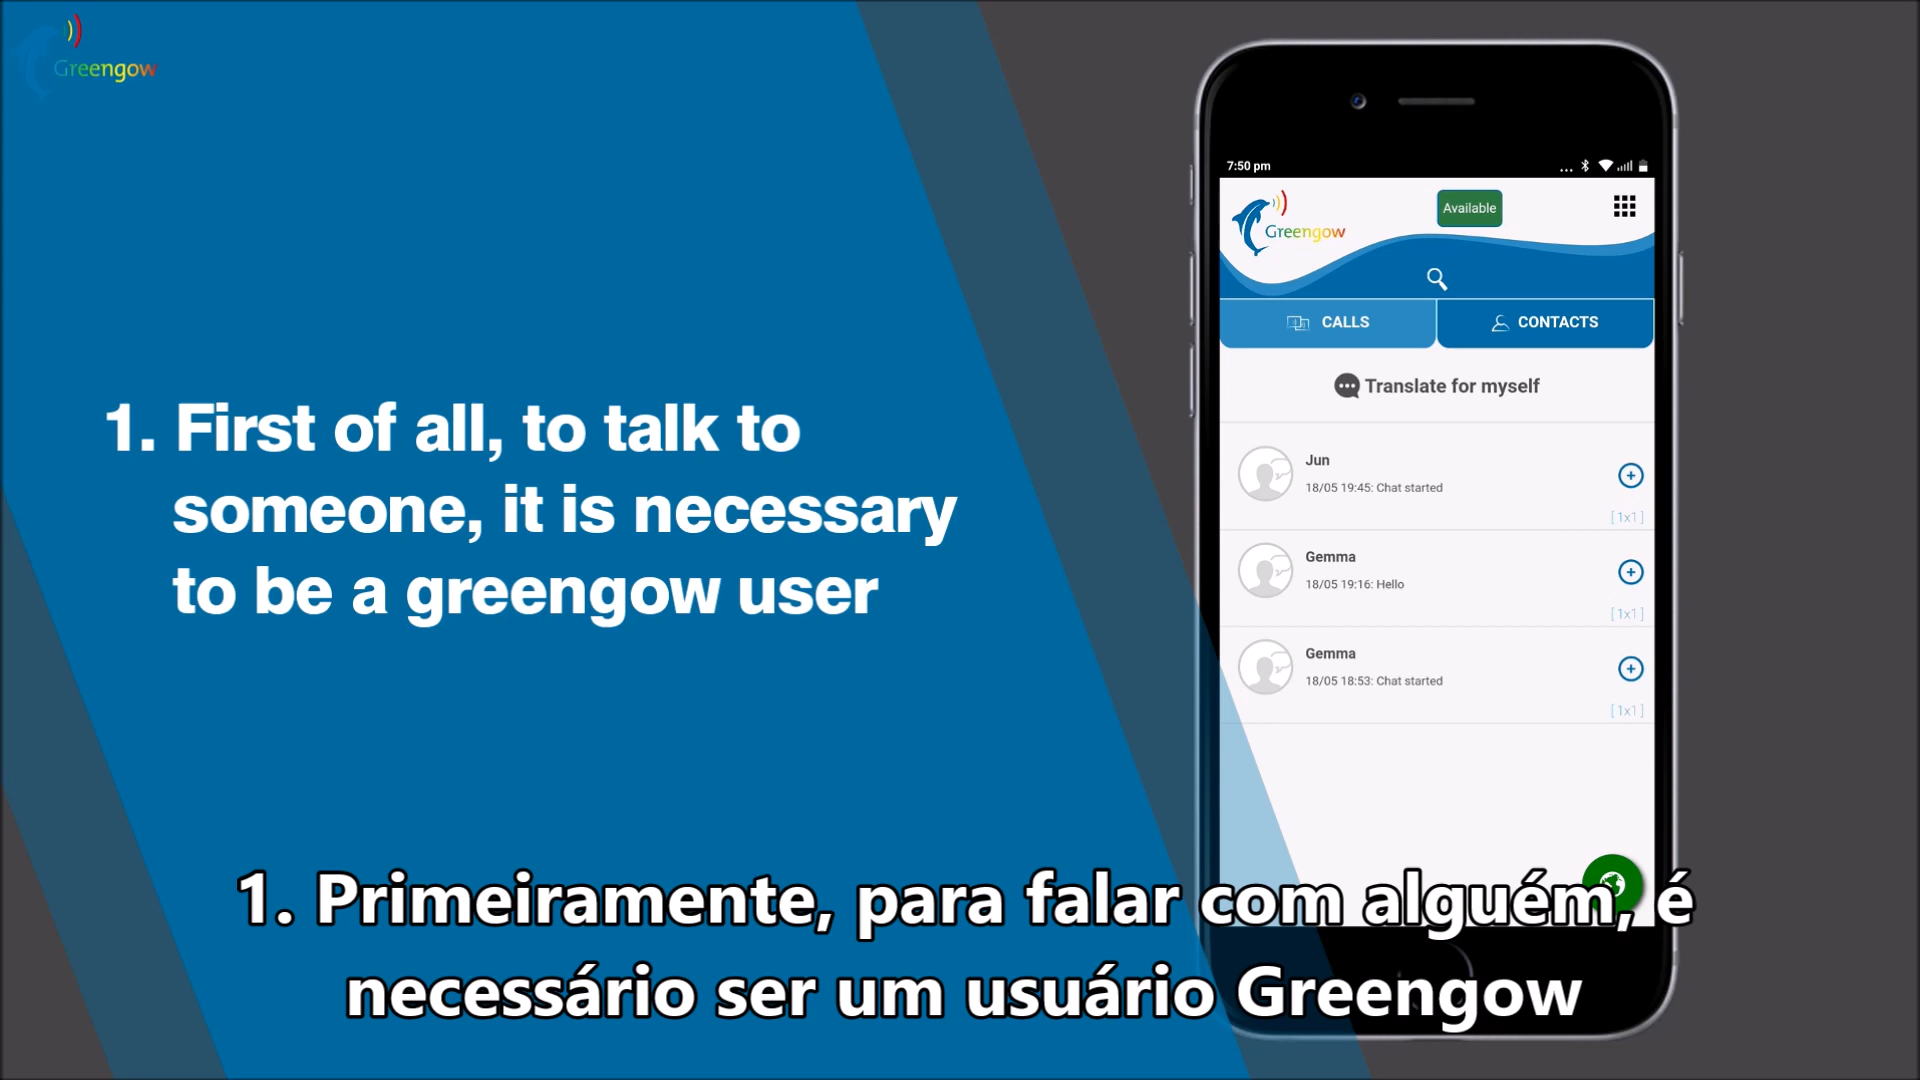 Greengow
1. First of all, to talk to
someone, it is necessary
to be a greengow user
7:50 pm
Greengow
Available
CALLS
CONTACTS
Translate for myself
Jun
18/05 19:45: Chat started
[1x1]
Gemma
18/05 19:16: Hello
[1x1]
Gemma
18/05 18:53: Chat started
[1x1]
1. Primeiramente, para falar com alguém, é
necessário ser um usuário Greengow